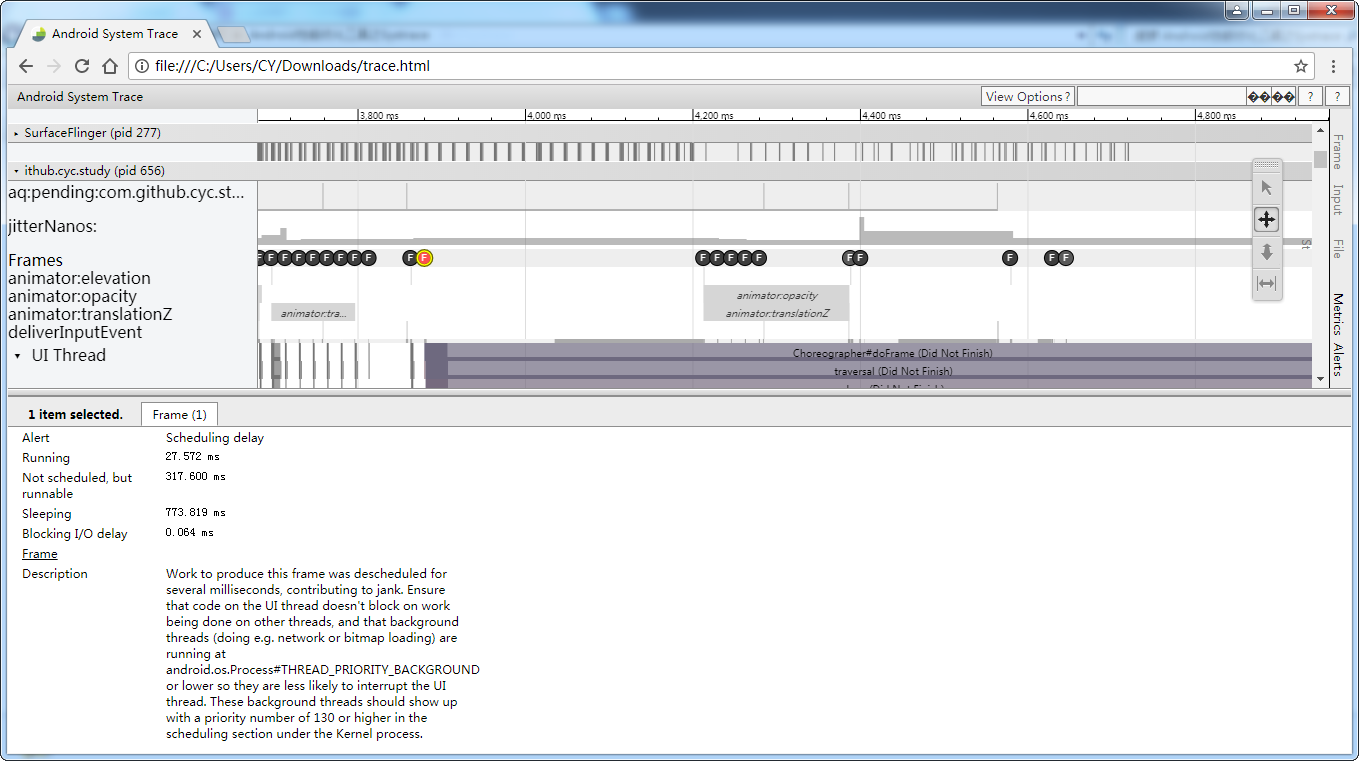 Android System Trace
file:///C:/Users/CY/Downloads/trace.html
Android System Trace
View Options ?
����
?
?
3,800 ms
4,000 ms
4,200 ms
4,400 ms
4,600 ms
4,800 ms
SurfaceFlinger (pid 277)
ithub.cyc.study (pid 656)
aq:pending:com.github.cyc.st...
jitterNanos:
Frames
F F F F F F F F F F F F F F F F F F F F F
animator:elevation
animator:opacity
animator:translationZ
deliverInputEvent
animator:tra...
animator:opacity
animator:translationZ
UI Thread
Choreographer#doFrame (Did Not Finish)
traversal (Did Not Finish)
St
Frame
Input
File
Metrics
Alerts
1 item selected.
Frame (1)
Alert
Scheduling delay
Running
27.572 ms
Not scheduled, but
runnable
317.600 ms
Sleeping
773.819 ms
Blocking I/O delay
0.064 ms
Frame
Description
Work to produce this frame was descheduled for
several milliseconds, contributing to jank. Ensure
that code on the UI thread doesn't block on work
being done on other threads, and that background
threads (doing e.g. network or bitmap loading) are
running at
android.os.Process#THREAD_PRIORITY_BACKGROUND
or lower so they are less likely to interrupt the UI
thread. These background threads should show up
with a priority number of 130 or higher in the
scheduling section under the Kernel process.